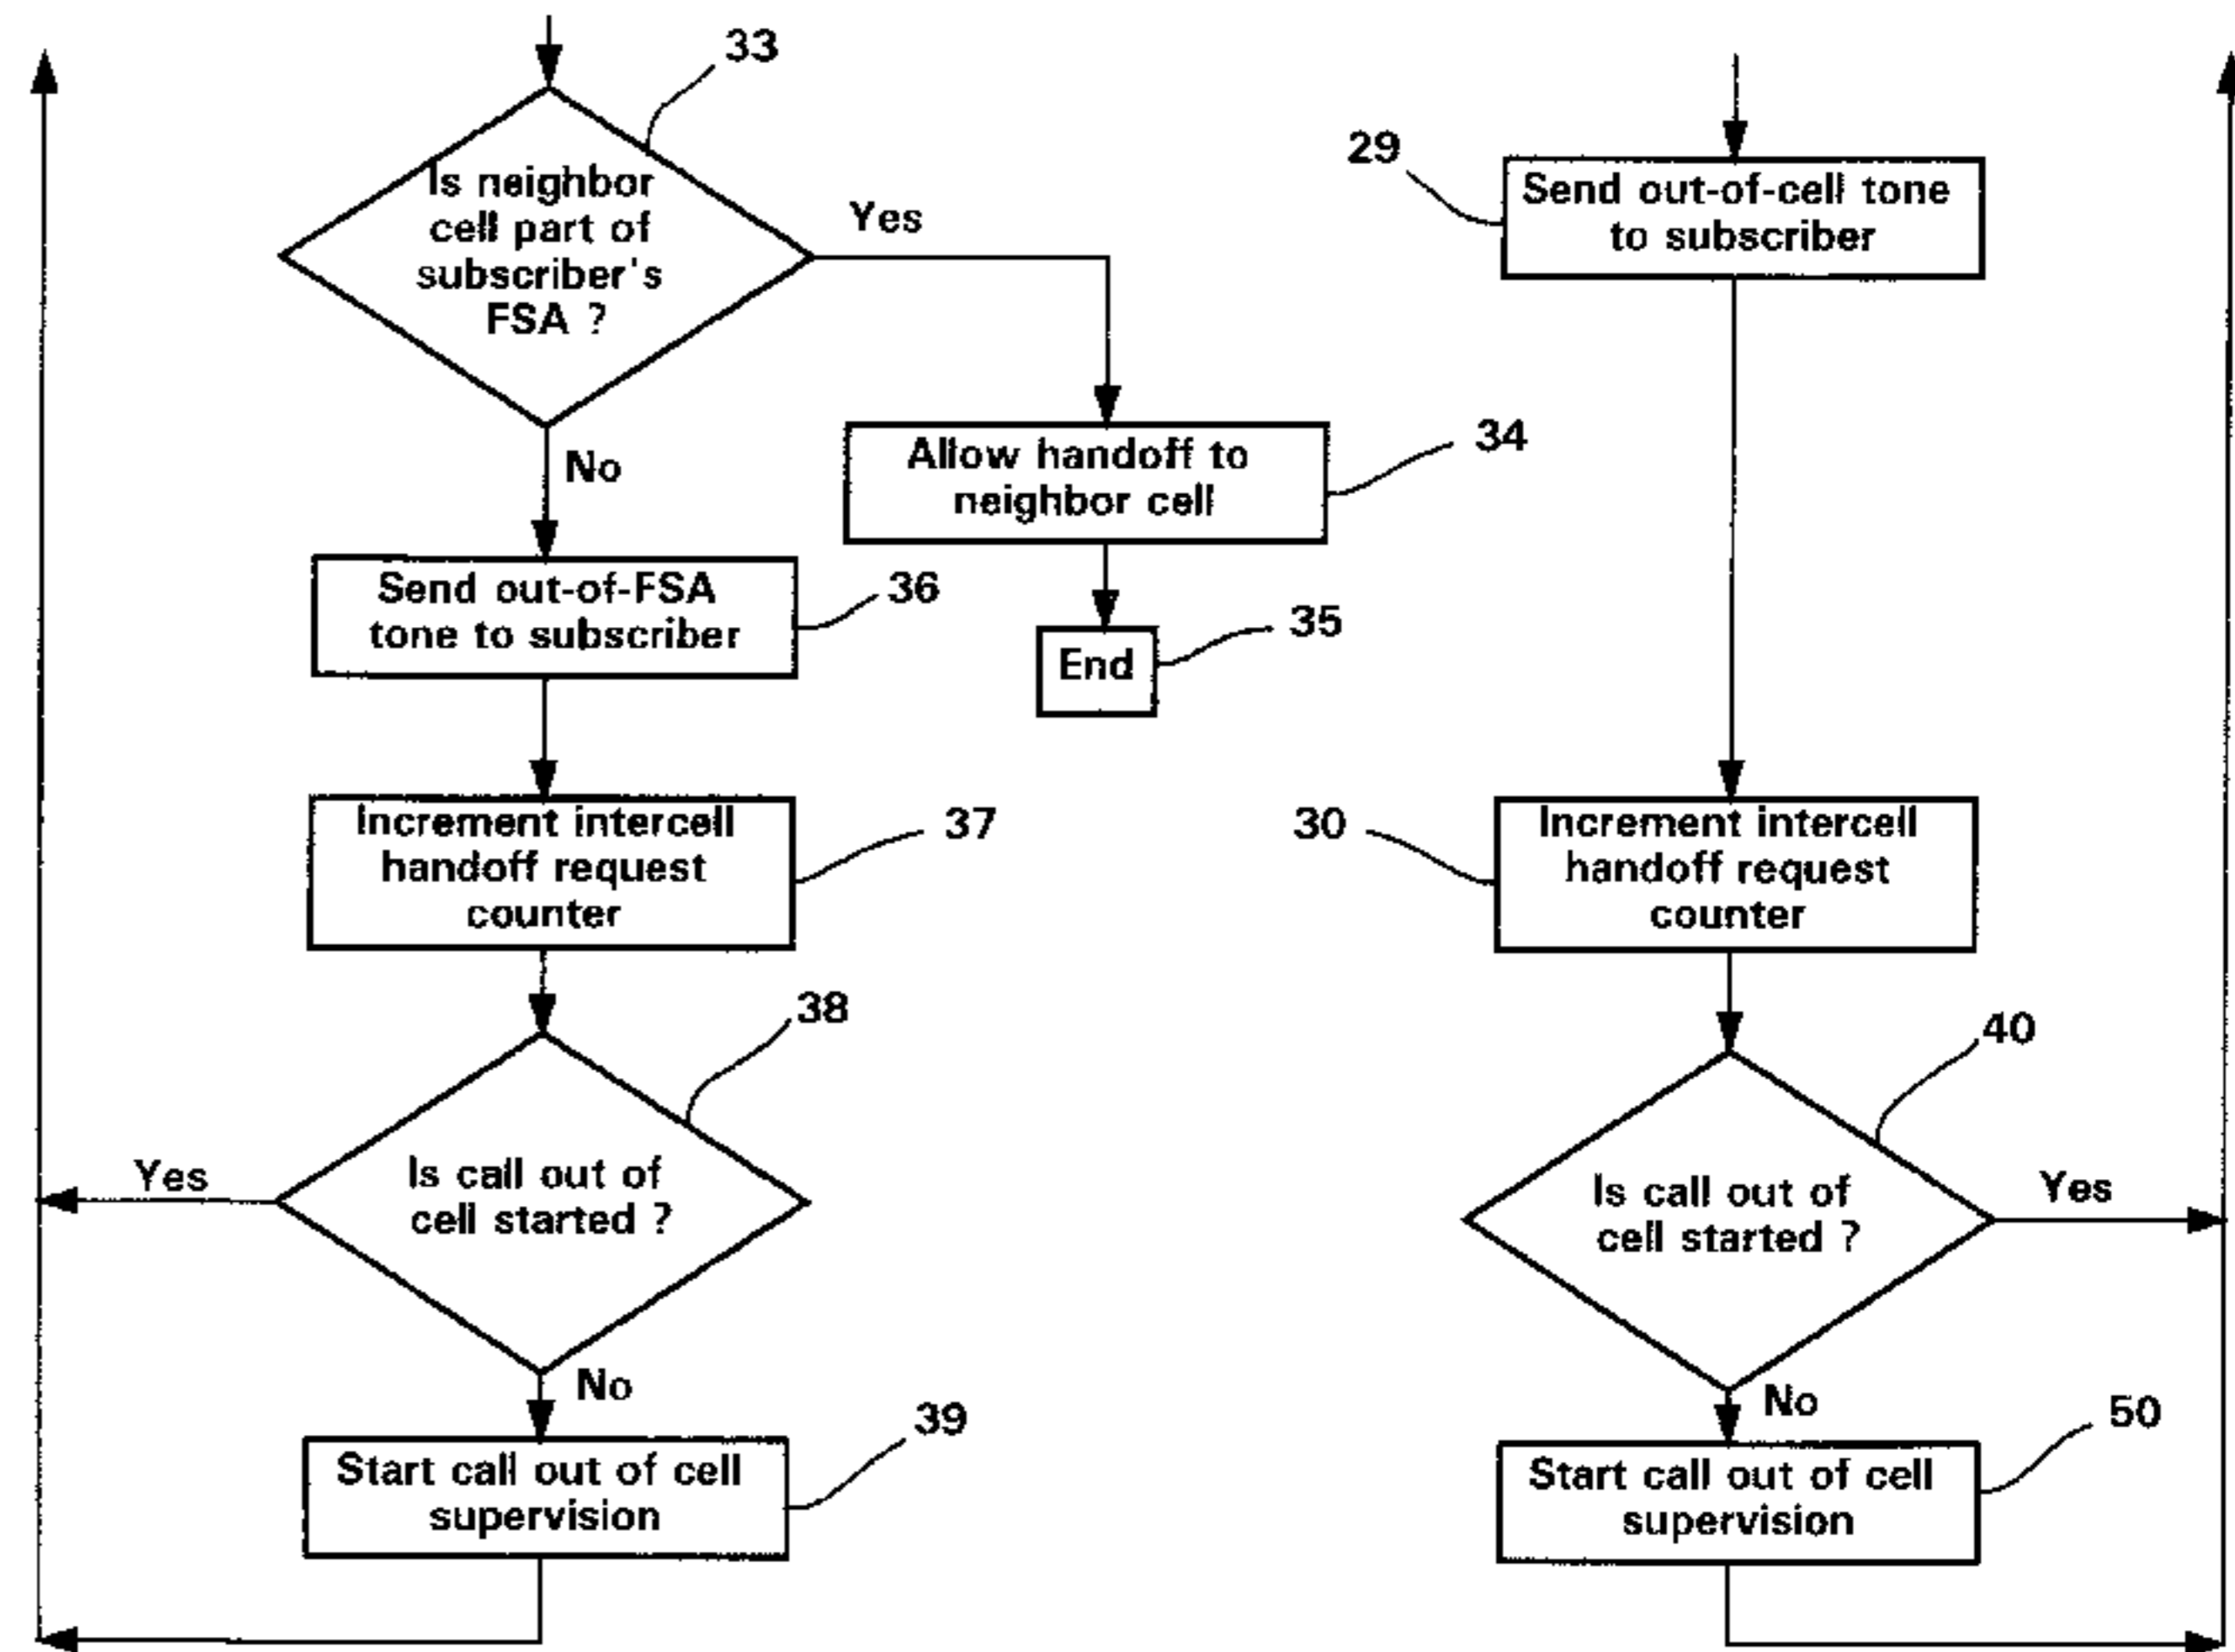 33
Is neighbor
cell part of
subscriber's
FSA ?
Yes
No
Allow handoff to
neighbor cell
34
End
35
Send out-of-FSA
tone to subscriber
36
Increment intercell
handoff request
counter
37
38
Is call out of
cell started ?
Yes
No
Start call out of cell
supervision
39
29
Send out-of-cell tone
to subscriber
30
Increment intercell
handoff request
counter
40
Is call out of
cell started ?
Yes
No
50
Start call out of cell
supervision